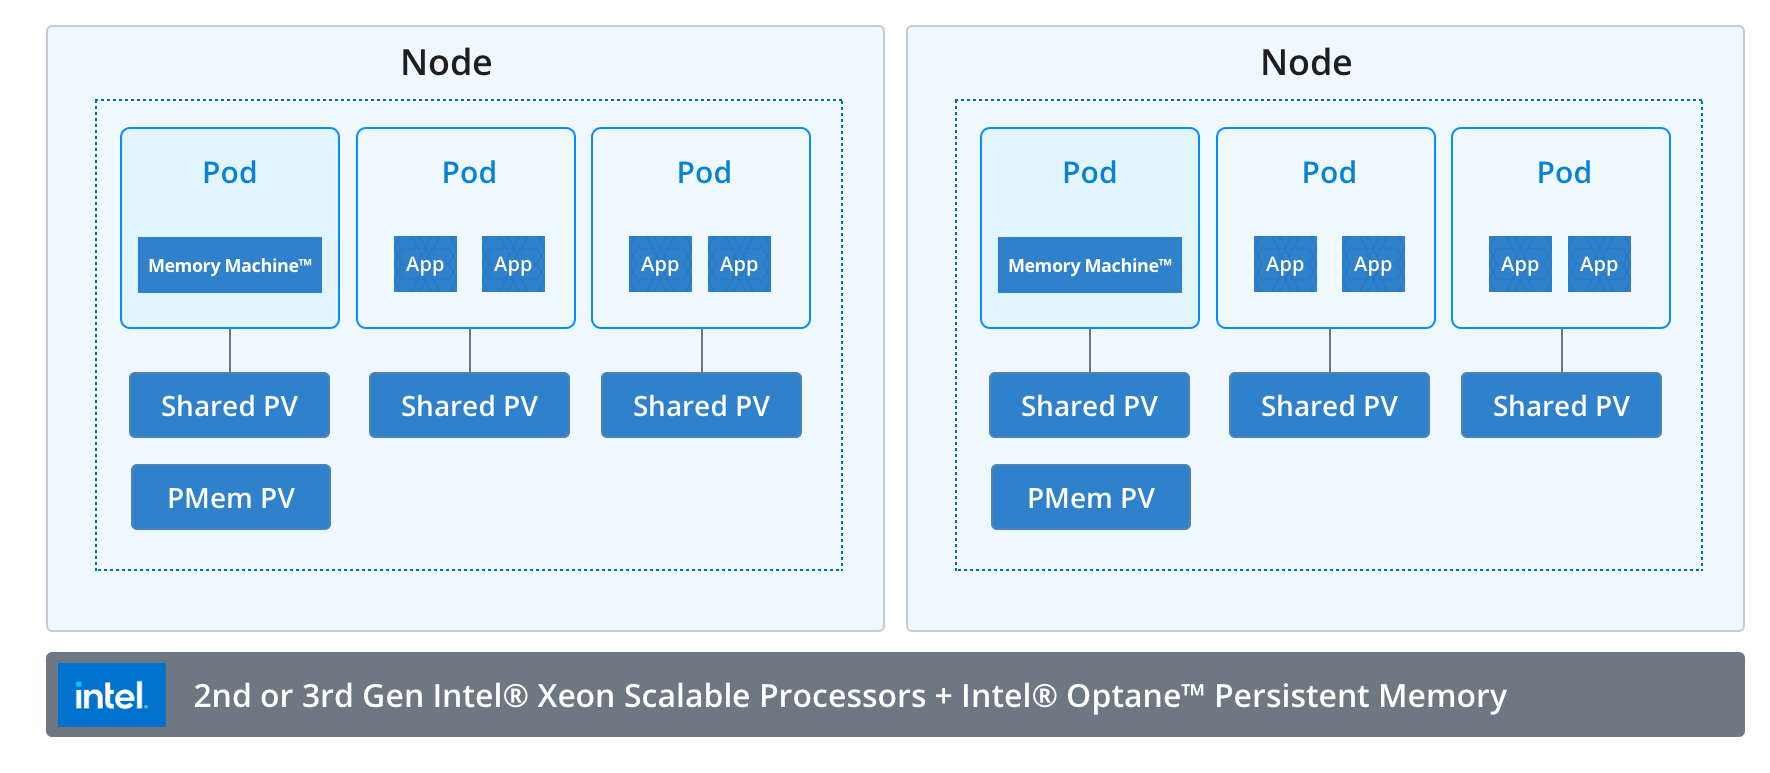 Node
Pod Pod Pod
Memory Machine™ App App App App
Shared PV Shared PV Shared PV
PMem PV
Node
Pod Pod Pod
Memory Machine™ App App App App
Shared PV Shared PV Shared PV
PMem PV
intel. 2nd or 3rd Gen Intel® Xeon Scalable Processors + Intel® Optane™ Persistent Memory